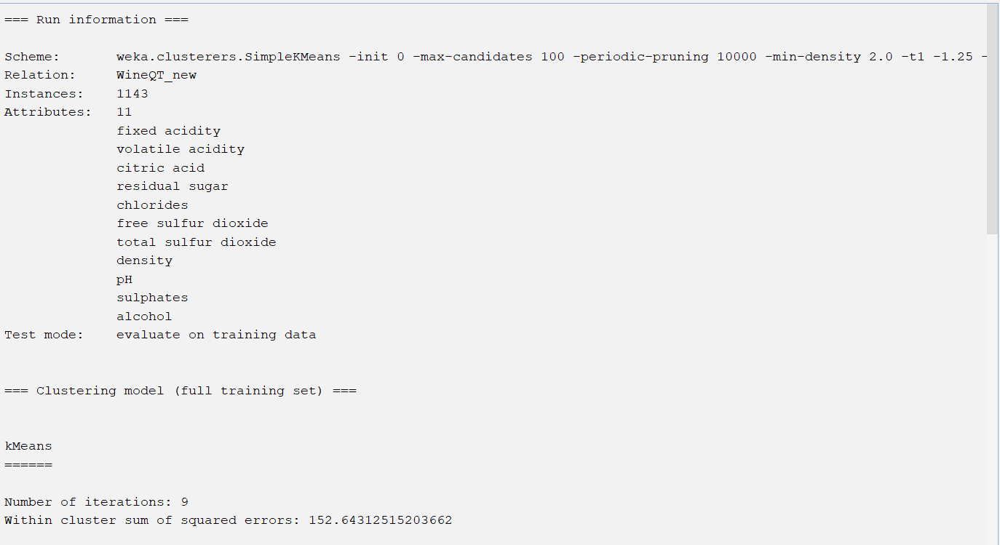 === Run information ===
Scheme: weka.clusterers.SimpleKMeans -init 0 -max-candidates 100 -periodic-pruning 10000 -min-density 2.0 -t1 -1.25 -
Relation: WineQT_new
Instances: 1143
Attributes: 11
fixed acidity
volatile acidity
citric acid
residual sugar
chlorides
free sulfur dioxide
total sulfur dioxide
density
pH
sulphates
alcohol
Test mode: evaluate on training data
=== Clustering model (full training set) ===
kMeans
======
Number of iterations: 9
Within cluster sum of squared errors: 152.64312515203662